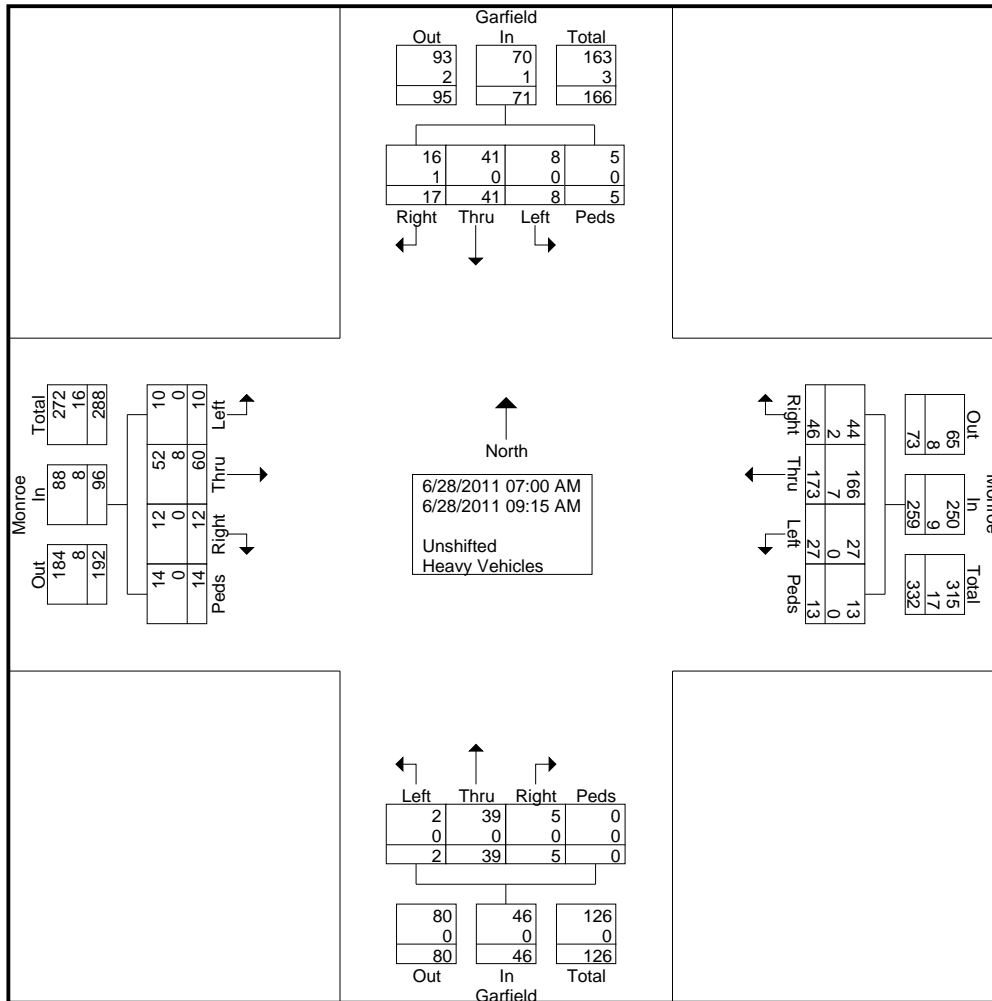 Garfield
Out In Total
93 70 163
2 1 3
95 71 166
16 41 8 5
1 0 0 0
17 41 8 5
Right Thru Left Peds
Monroe
Out In Total
184 88 272
8 8 16
192 96 288
Left Thru Right Peds
10 52 12 14
0 8 0 0
10 60 12 14
North
6/28/2011 07:00 AM
6/28/2011 09:15 AM
Unshifted
Heavy Vehicles
Right Thru Left Peds
44 166 27 13
2 7 0 0
46 173 27 13
Out In Total
65 250 315
8 9 17
73 259 332
Monroe
Left Thru Right Peds
2 39 5 0
0 0 0 0
2 39 5 0
80 46 126
0 0 0
80 46 126
Out In Total
Garfield